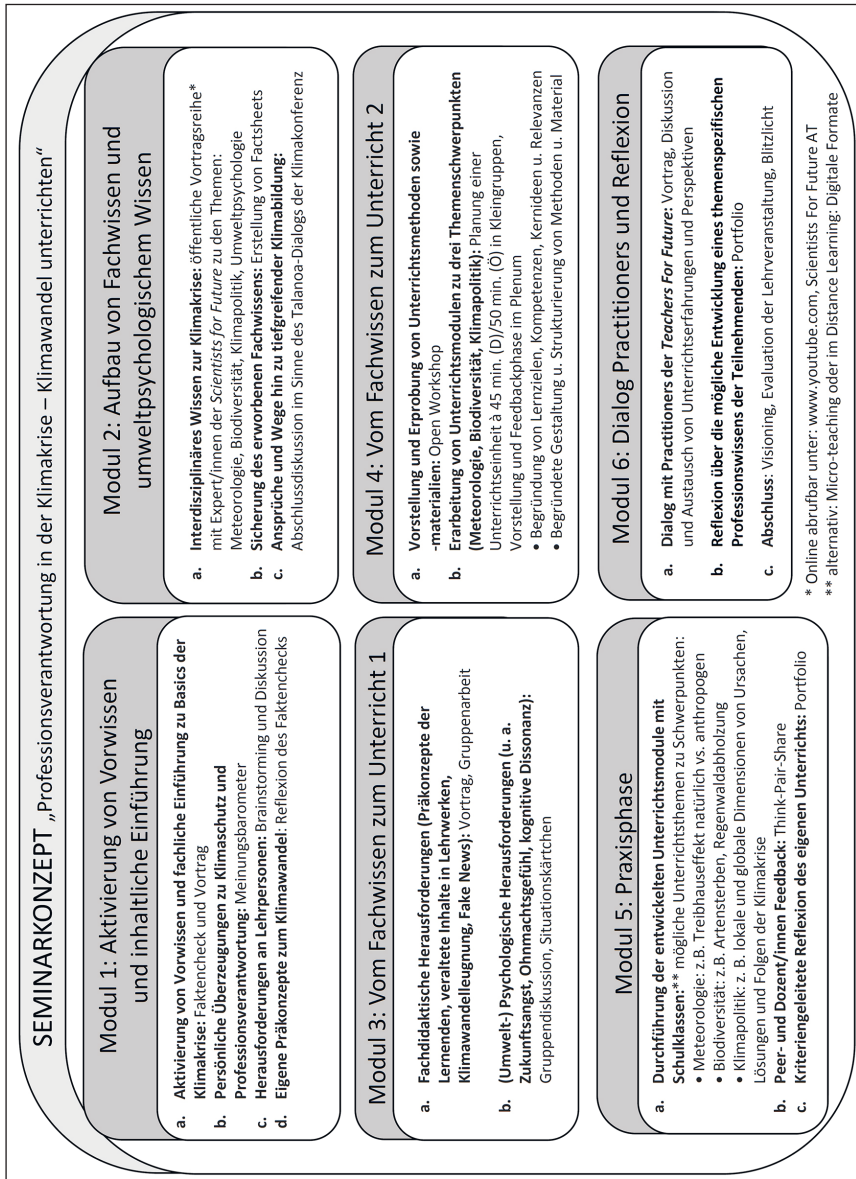 SEMINARKONZEPT „Professionsverantwortung in der Klimakrise – Klimawandel unterrichten“
Modul 1: Aktivierung von Vorwissen
und inhaltliche Einführung
a. Aktivierung von Vorwissen und fachliche Einführung zu Basics der
Klimakrise: Faktencheck und Vortrag
b. Persönliche Überzeugungen zu Klimaschutz und
Professionsverantwortung: Meinungsbarometer
c. Herausforderungen an Lehrpersonen: Brainstorming und Diskussion
d. Eigene Präkonzepte zum Klimawandel: Reflexion des Faktenchecks
Modul 2: Aufbau von Fachwissen und
umweltpsychologischem Wissen
a. Interdisziplinäres Wissen zur Klimakrise: öffentliche Vortragsreihe*
mit Expert/innen der Scientists for Future zu den Themen:
Meteorologie, Biodiversität, Klimapolitik, Umweltpsychologie
b. Sicherung des erworbenen Fachwissens: Erstellung von Factsheets
c. Ansprüche und Wege hin zu tiefgreifender Klimabildung:
Abschlussdiskussion im Sinne des Talanoa-Dialogs der Klimakonferenz
Modul 3: Vom Fachwissen zum Unterricht 1
a. Fachdidaktische Herausforderungen (Präkonzepte der
Lernenden, veraltete Inhalte in Lehrwerken,
Klimawandelleugnung, Fake News): Vortrag, Gruppenarbeit
b. (Umwelt-) Psychologische Herausforderungen (u. a.
Zukunftsangst, Ohnmachtsgefühl, kognitive Dissonanz):
Gruppendiskussion, Situationskärtchen
Modul 4: Vom Fachwissen zum Unterricht 2
a. Vorstellung und Erprobung von Unterrichtsmethoden sowie
-materialien: Open Workshop
b. Erarbeitung von Unterrichtsmodulen zu drei Themenschwerpunkten
(Meteorologie, Biodiversität, Klimapolitik): Planung einer
Unterrichtseinheit à 45 min. (D)/50 min. (Ö) in Kleingruppen,
Vorstellung und Feedbackphase im Plenum
• Begründung von Lernzielen, Kompetenzen, Kernideen u. Relevanzen
• Begründete Gestaltung u. Strukturierung von Methoden u. Material
Modul 5: Praxisphase
a. Durchführung der entwickelten Unterrichtsmodule mit
Schulklassen:** mögliche Unterrichtsthemen zu Schwerpunkten:
• Meteorologie: z.B. Treibhauseffekt natürlich vs. anthropogen
• Biodiversität: z.B. Artensterben, Regenwaldabholzung
• Klimapolitik: z. B. lokale und globale Dimensionen von Ursachen,
Lösungen und Folgen der Klimakrise
b. Peer- und Dozent/innen Feedback: Think-Pair-Share
c. Kriteriengeleitete Reflexion des eigenen Unterrichts: Portfolio
Modul 6: Dialog Practitioners und Reflexion
a. Dialog mit Practitioners der Teachers For Future: Vortrag, Diskussion
und Austausch von Unterrichtserfahrungen und Perspektiven
b. Reflexion über die mögliche Entwicklung eines themenspezifischen
Professionswissens der Teilnehmenden: Portfolio
c. Abschluss: Visioning, Evaluation der Lehrveranstaltung, Blitzlicht
* Online abrufbar unter: www.youtube.com, Scientists For Future AT
** alternativ: Micro-teaching oder im Distance Learning: Digitale Formate